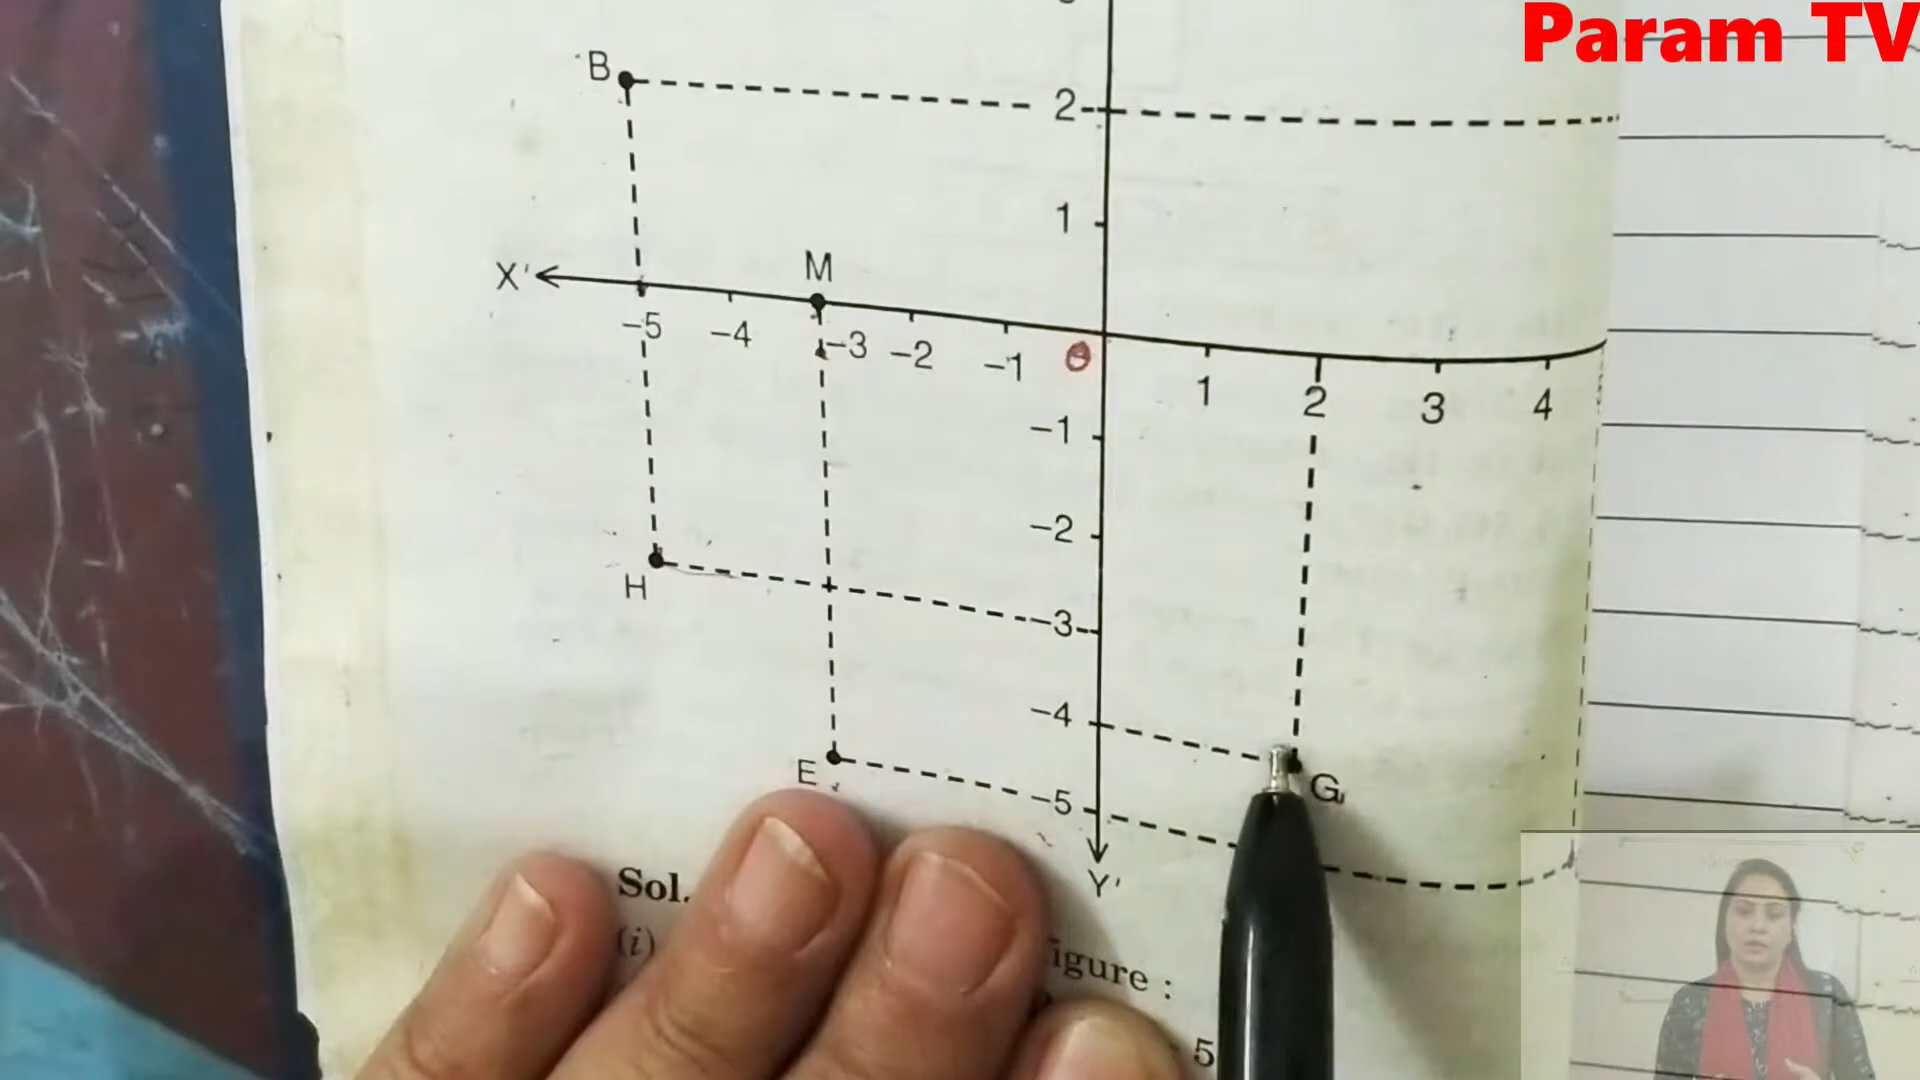 Param TV
B
2
1
X'
M
-5 -4 -3 -2 -1 0 1 2 3 4
-1
-2
H
-3
-4
E
G
-5
Y'
Sol.
(i) igure :
5